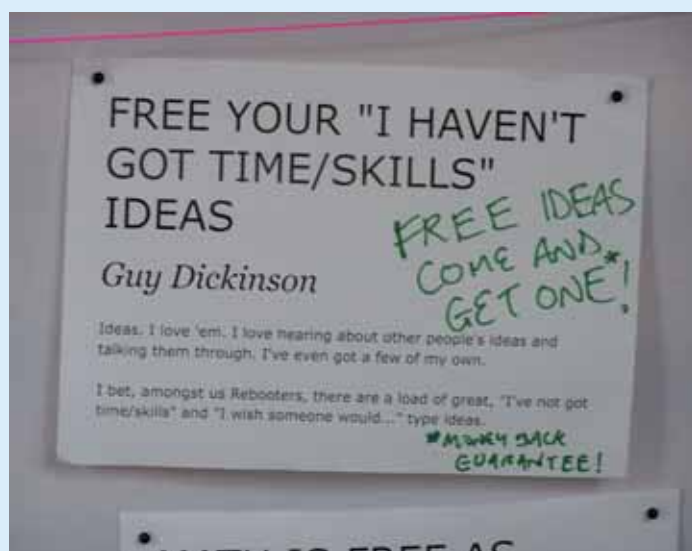 FREE YOUR "I HAVEN'T
GOT TIME/SKILLS"
IDEAS
Guy Dickinson
FREE IDEAS
COME AND
GET ONE*!
Ideas. I love 'em. I love hearing about other people's ideas and
talking them through. I've even got a few of my own.
I bet, amongst us Rebooters, there are a load of great, "I've not got
time/skills" and "I wish someone would..." type ideas.
*MONEY BACK
GUARANTEE!
FREE AS